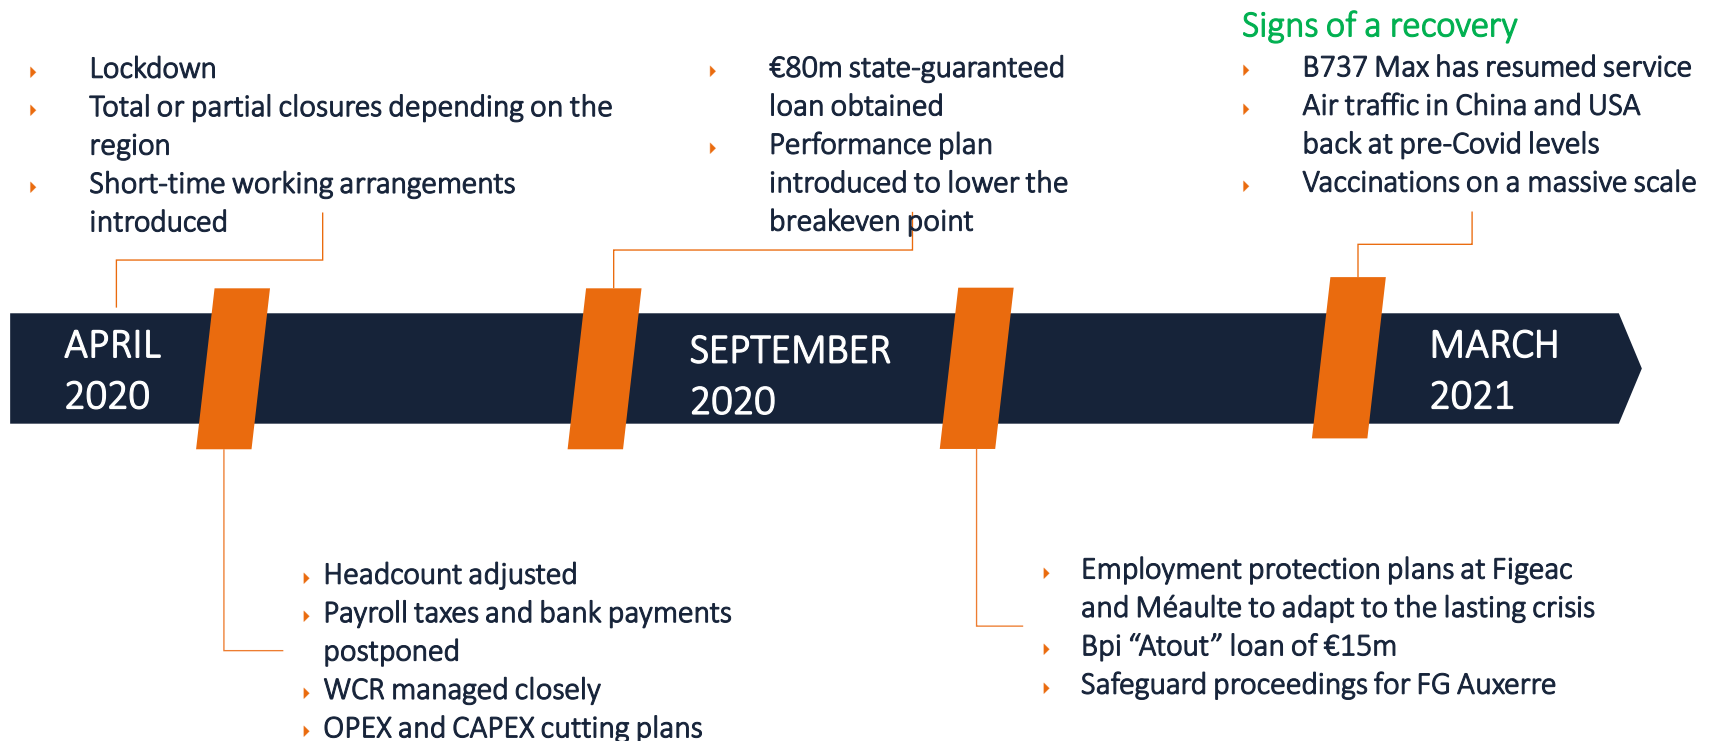 Lockdown
Total or partial closures depending on the
region
Short-time working arrangements
introduced
€80m state-guaranteed
loan obtained
Performance plan
introduced to lower the
breakeven point
Signs of a recovery
B737 Max has resumed service
Air traffic in China and USA
back at pre-Covid levels
Vaccinations on a massive scale
APRIL
2020
SEPTEMBER
2020
MARCH
2021
Headcount adjusted
Payroll taxes and bank payments
postponed
WCR managed closely
OPEX and CAPEX cutting plans
Employment protection plans at Figeac
and Méaulte to adapt to the lasting crisis
Bpi “Atout” loan of €15m
Safeguard proceedings for FG Auxerre